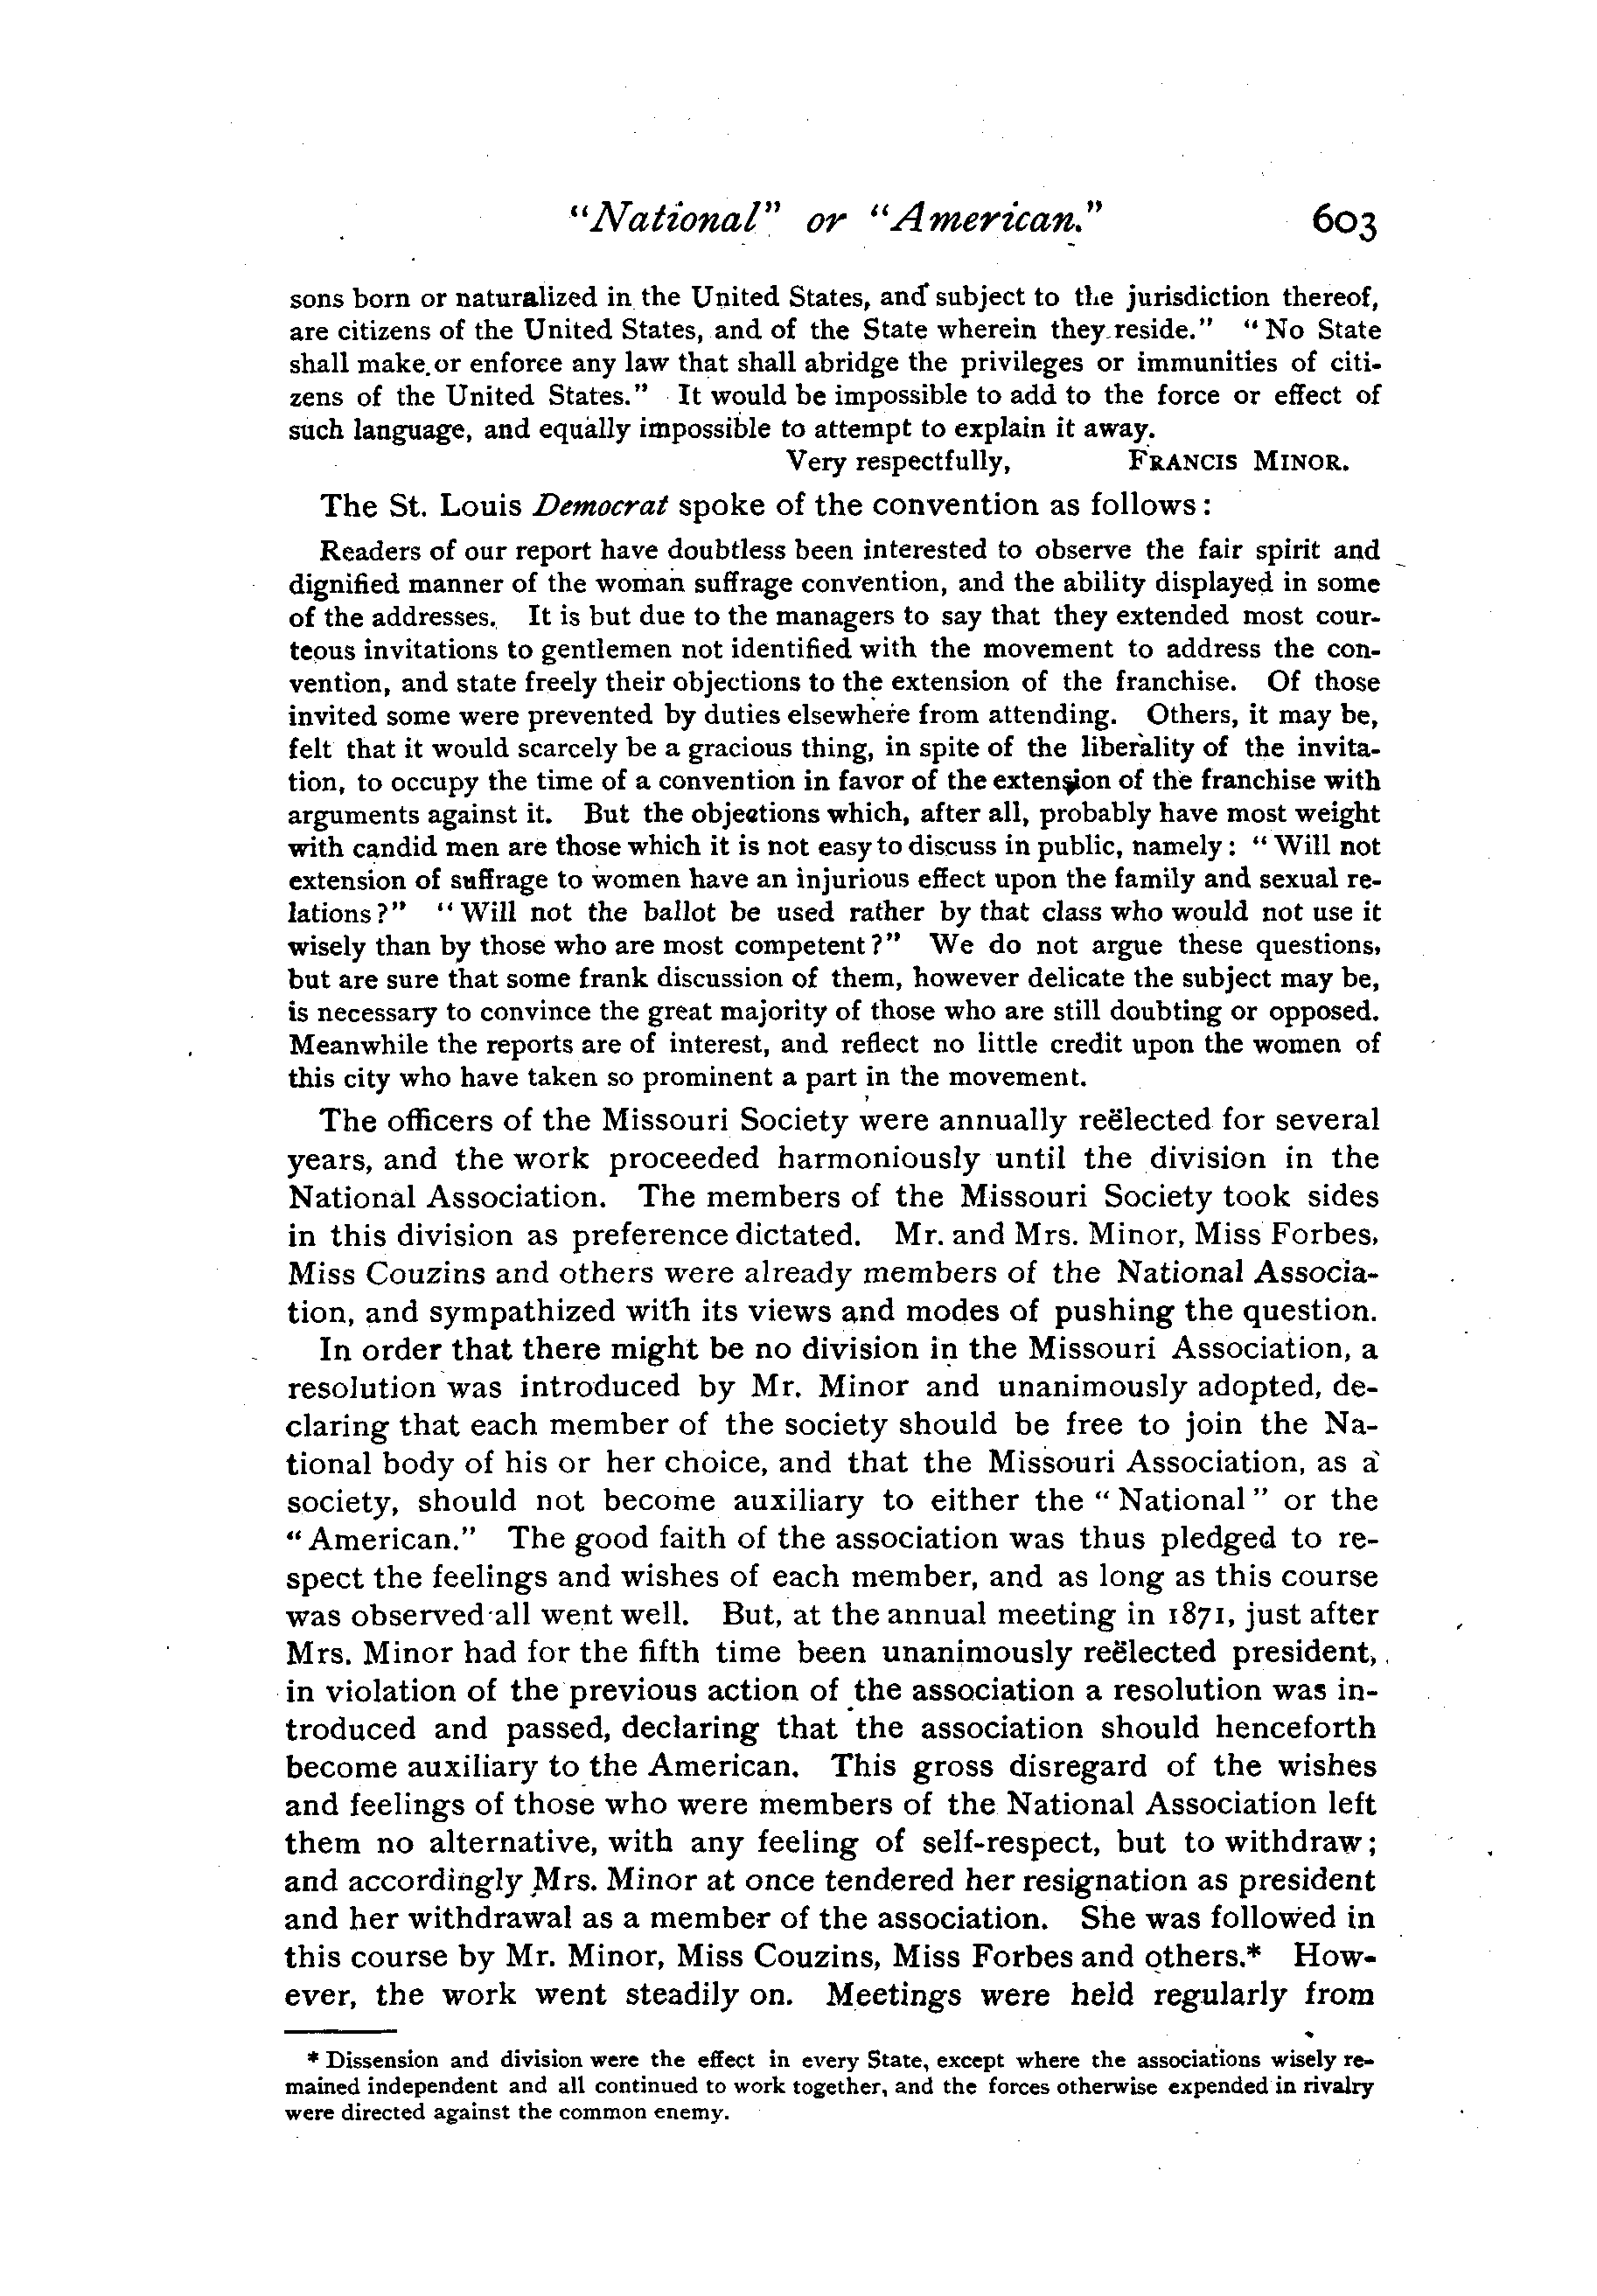 "National" or "American." 603
sons born or naturalized in the United States, and subject to the jurisdiction thereof,
are citizens of the United States, and of the State wherein they reside." "No State
shall make or enforce any law that shall abridge the privileges or immunities of citi-
zens of the United States." It would be impossible to add to the force or effect of
such language, and equally impossible to attempt to explain it away.
Very respectfully, FRANCIS MINOR.
The St. Louis Democrat spoke of the convention as follows:
Readers of our report have doubtless been interested to observe the fair spirit and
dignified manner of the woman suffrage convention, and the ability displayed in some
of the addresses. It is but due to the managers to say that they extended most cour-
teous invitations to gentlemen not identified with the movement to address the con-
vention, and state freely their objections to the extension of the franchise. Of those
invited some were prevented by duties elsewhere from attending. Others, it may be,
felt that it would scarcely be a gracious thing, in spite of the liberality of the invita-
tion, to occupy the time of a convention in favor of the extension of the franchise with
arguments against it. But the objections which, after all, probably have most weight
with candid men are those which it is not easy to discuss in public, namely: "Will not
extension of suffrage to women have an injurious effect upon the family and sexual re-
lations?" "Will not the ballot be used rather by that class who would not use it
wisely than by those who are most competent?" We do not argue these questions,
but are sure that some frank discussion of them, however delicate the subject may be,
is necessary to convince the great majority of those who are still doubting or opposed.
Meanwhile the reports are of interest, and reflect no little credit upon the women of
this city who have taken so prominent a part in the movement.
The officers of the Missouri Society were annually reëlected for several
years, and the work proceeded harmoniously until the division in the
National Association. The members of the Missouri Society took sides
in this division as preference dictated. Mr. and Mrs. Minor, Miss Forbes,
Miss Couzins and others were already members of the National Associa-
tion, and sympathized with its views and modes of pushing the question.
In order that there might be no division in the Missouri Association, a
resolution was introduced by Mr. Minor and unanimously adopted, de-
claring that each member of the society should be free to join the Na-
tional body of his or her choice, and that the Missouri Association, as a
society, should not become auxiliary to either the "National" or the
"American." The good faith of the association was thus pledged to re-
spect the feelings and wishes of each member, and as long as this course
was observed all went well. But, at the annual meeting in 1871, just after
Mrs. Minor had for the fifth time been unanimously reëlected president,
in violation of the previous action of the association a resolution was in-
troduced and passed, declaring that the association should henceforth
become auxiliary to the American. This gross disregard of the wishes
and feelings of those who were members of the National Association left
them no alternative, with any feeling of self-respect, but to withdraw;
and accordingly Mrs. Minor at once tendered her resignation as president
and her withdrawal as a member of the association. She was followed in
this course by Mr. Minor, Miss Couzins, Miss Forbes and others.* How-
ever, the work went steadily on. Meetings were held regularly from
* Dissension and division were the effect in every State, except where the associations wisely re-
mained independent and all continued to work together, and the forces otherwise expended in rivalry
were directed against the common enemy.